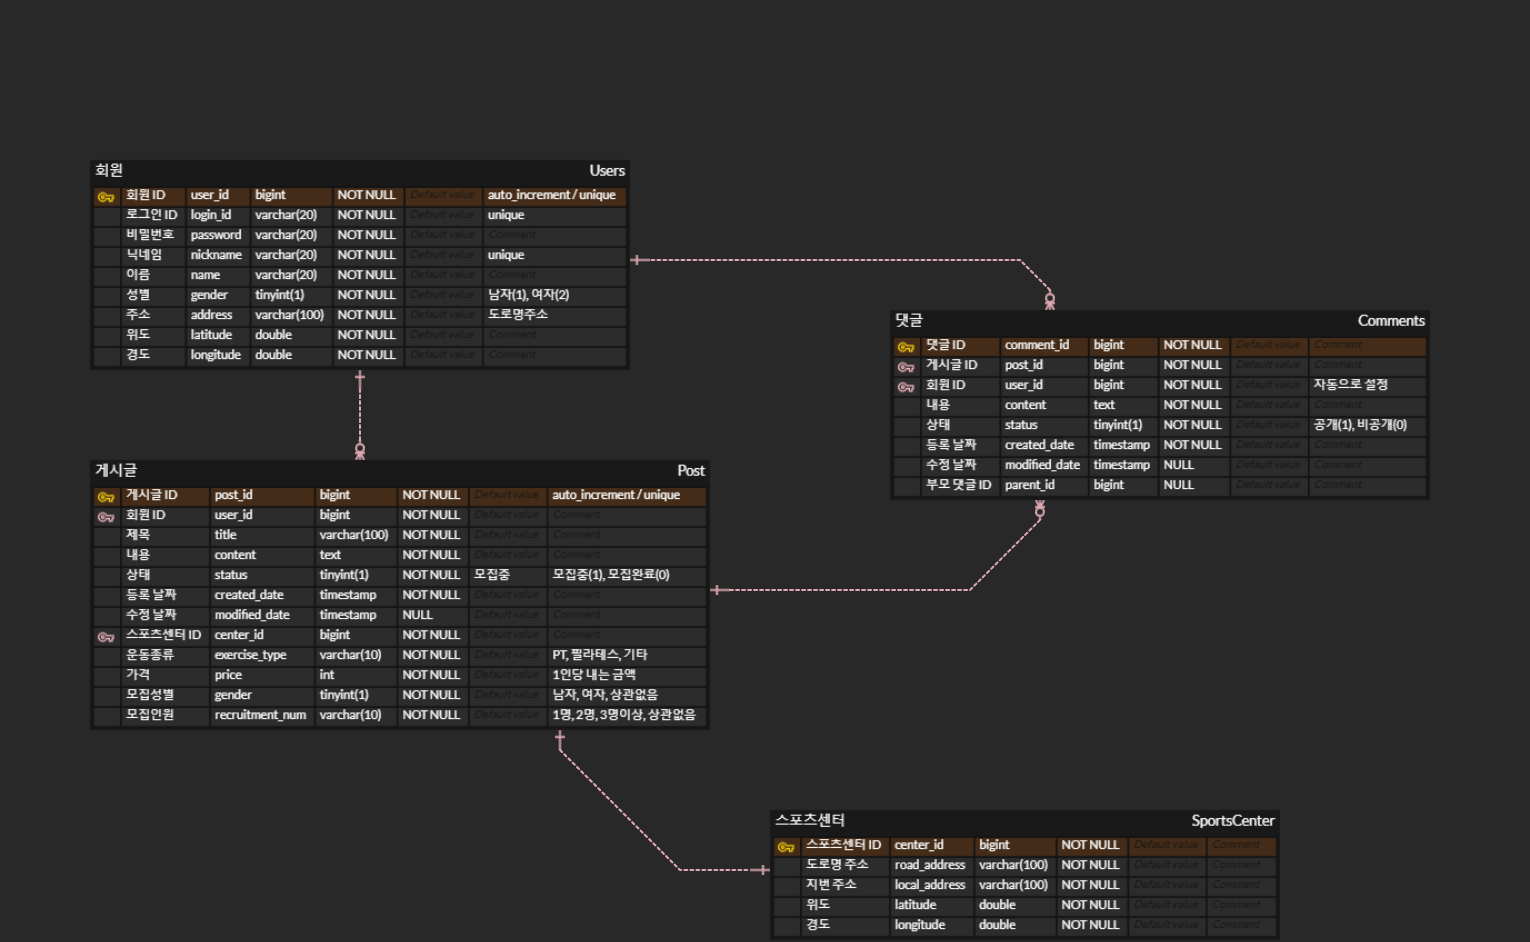 회원 Users
회원 ID user_id bigint NOT NULL Default value auto_increment / unique
로그인 ID login_id varchar(20) NOT NULL Default value unique
비밀번호 password varchar(20) NOT NULL Default value Comment
닉네임 nickname varchar(20) NOT NULL Default value unique
이름 name varchar(20) NOT NULL Default value Comment
성별 gender tinyint(1) NOT NULL Default value 남자(1), 여자(2)
주소 address varchar(100) NOT NULL Default value 도로명주소
위도 latitude double NOT NULL Default value Comment
경도 longitude double NOT NULL Default value Comment
댓글 Comments
댓글 ID comment_id bigint NOT NULL Default value Comment
게시글 ID post_id bigint NOT NULL Default value Comment
회원 ID user_id bigint NOT NULL Default value 자동으로 설정
내용 content text NOT NULL Default value Comment
상태 status tinyint(1) NOT NULL Default value 공개(1), 비공개(0)
등록 날짜 created_date timestamp NOT NULL Default value Comment
수정 날짜 modified_date timestamp NULL Default value Comment
부모 댓글 ID parent_id bigint NULL Default value Comment
게시글 Post
게시글 ID post_id bigint NOT NULL Default value auto_increment / unique
회원 ID user_id bigint NOT NULL Default value Comment
제목 title varchar(100) NOT NULL Default value Comment
내용 content text NOT NULL Default value Comment
상태 status tinyint(1) NOT NULL 모집중 모집중(1), 모집완료(0)
등록 날짜 created_date timestamp NOT NULL Default value Comment
수정 날짜 modified_date timestamp NULL Default value Comment
스포츠센터 ID center_id bigint NOT NULL Default value Comment
운동종류 exercise_type varchar(10) NOT NULL Default value PT, 필라테스, 기타
가격 price int NOT NULL Default value 1인당 내는 금액
모집성별 gender tinyint(1) NOT NULL Default value 남자, 여자, 상관없음
모집인원 recruitment_num varchar(10) NOT NULL Default value 1명, 2명, 3명이상, 상관없음
스포츠센터 SportsCenter
스포츠센터 ID center_id bigint NOT NULL Default value Comment
도로명 주소 road_address varchar(100) NOT NULL Default value Comment
지번 주소 local_address varchar(100) NOT NULL Default value Comment
위도 latitude double NOT NULL Default value Comment
경도 longitude double NOT NULL Default value Comment